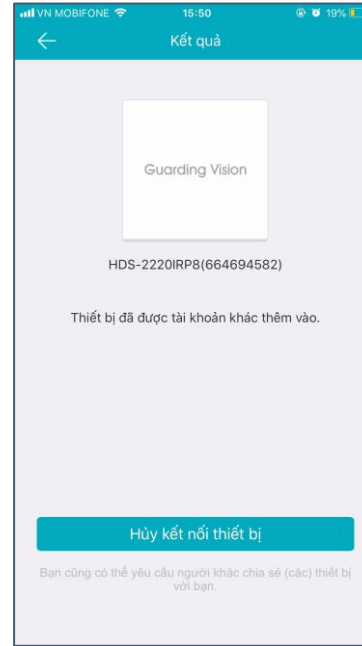 VN MOBIFONE 15:50 19%
Kết quả
Guarding Vision
HDS-2220IRP8(664694582)
Thiết bị đã được tài khoản khác thêm vào.
Hủy kết nối thiết bị
Bạn cũng có thể yêu cầu người khác chia sẻ (các) thiết bị
với bạn.